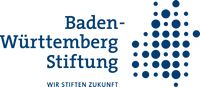 Baden-
Württemberg
Stiftung
WIR STIFTEN ZUKUNFT